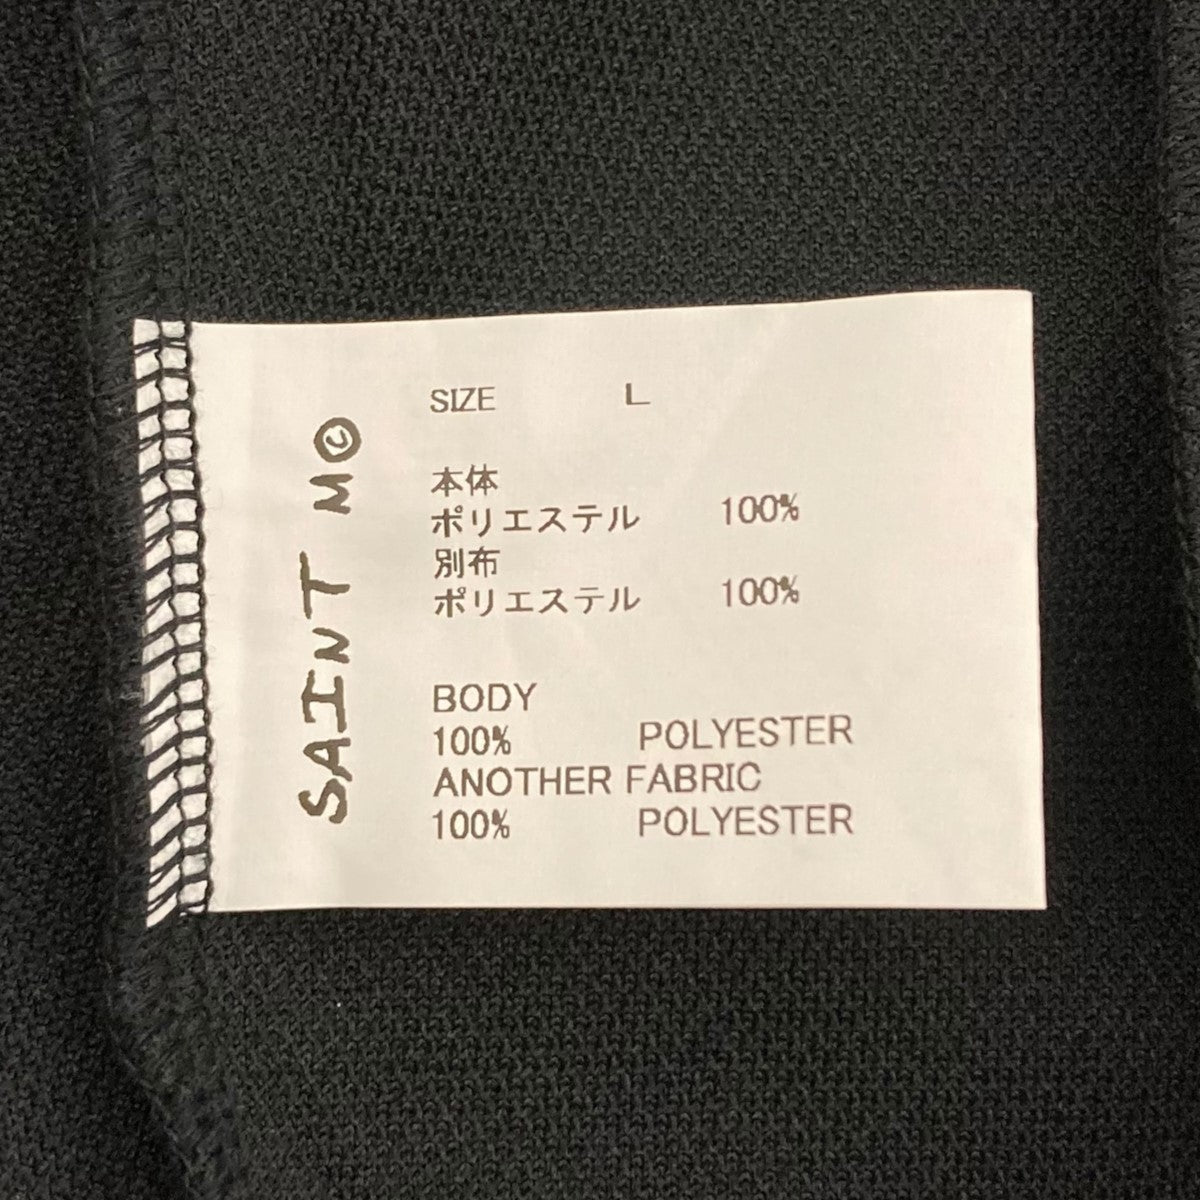 SAINT M©
SIZE L
本体
ポリエステル 100%
別布
ポリエステル 100%
BODY
100% POLYESTER
ANOTHER FABRIC
100% POLYESTER